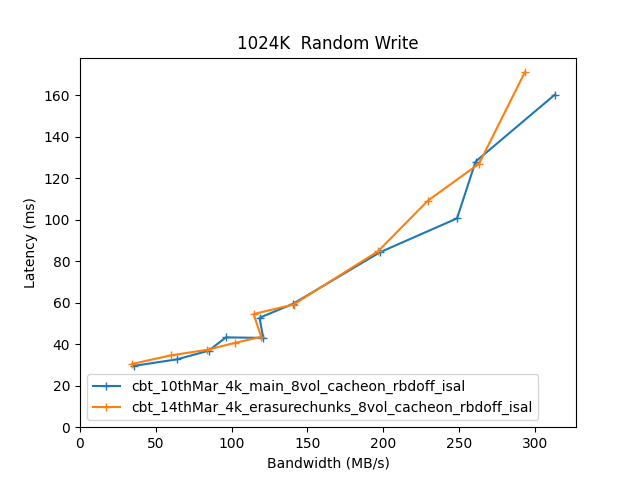 1024K  Random Write
Latency (ms)
160
140
120
100
80
60
40
20
0
cbt_10thMar_4k_main_8vol_cacheon_rbdoff_isal
cbt_14thMar_4k_erasurechunks_8vol_cacheon_rbdoff_isal
0 50 100 150 200 250 300
Bandwidth (MB/s)